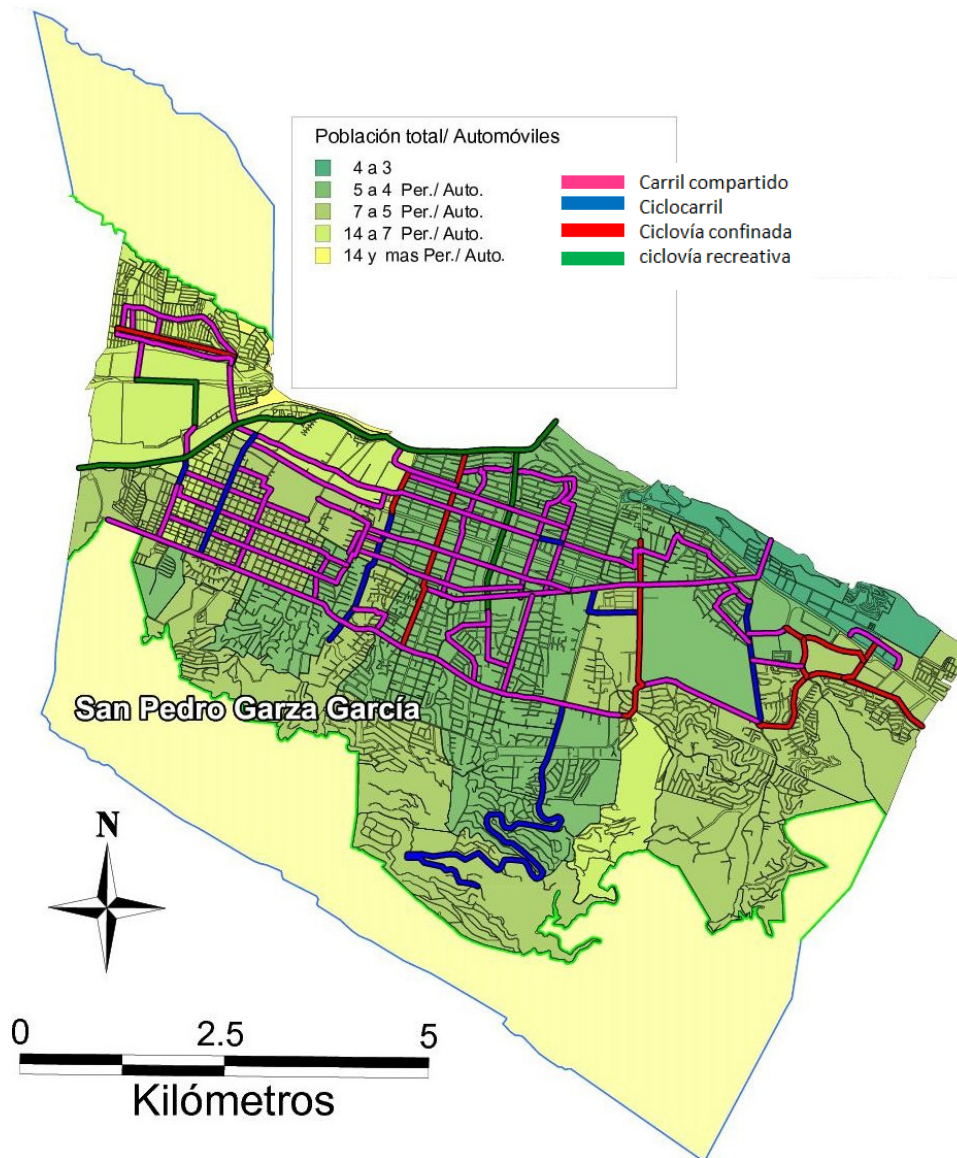 Población total/ Automóviles
4 a 3
5 a 4 Per./ Auto.
7 a 5 Per./ Auto.
14 a 7 Per./ Auto.
14 y mas Per./ Auto.
Carril compartido
Ciclocarril
Ciclovía confinada
ciclovía recreativa
San Pedro Garza García
N
0 2.5 5
Kilómetros